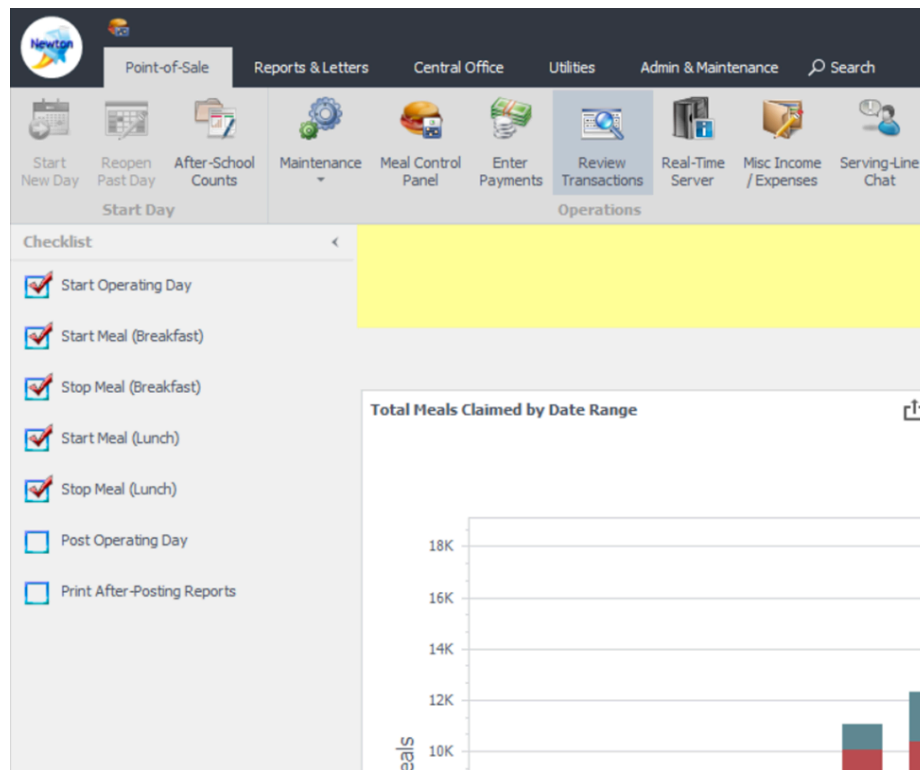 Newton
Point-of-Sale Reports & Letters Central Office Utilities Admin & Maintenance Search
Start New Day
Reopen Past Day
After-School Counts
Maintenance
Meal Control Panel
Enter Payments
Review Transactions
Real-Time Server
Misc Income / Expenses
Serving-Line Chat
Start Day
Operations
Checklist
Start Operating Day
Start Meal (Breakfast)
Stop Meal (Breakfast)
Start Meal (Lunch)
Stop Meal (Lunch)
Post Operating Day
Print After-Posting Reports
Total Meals Claimed by Date Range
18K
16K
14K
12K
10K